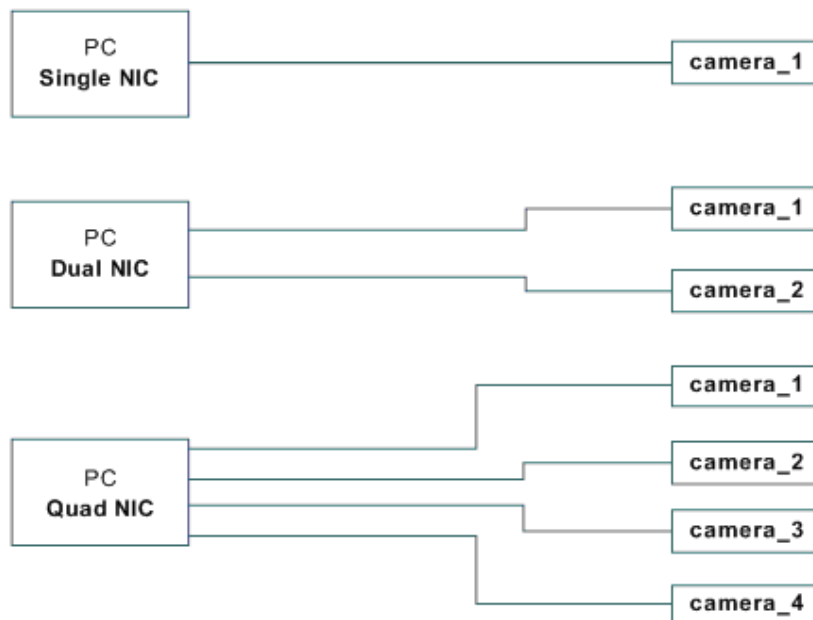 PC
Single NIC
camera_1
PC
Dual NIC
camera_1
camera_2
PC
Quad NIC
camera_1
camera_2
camera_3
camera_4